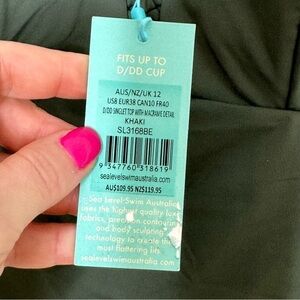 FITS UP TO
D/DD CUP
AUS/NZ/UK 12
US8 EUR38 CAN10 FR40
D/DD SINGLET TOP WITH MACRAME DETAIL
KHAKI
SL3168BE
9 347760 318619
sealevelswimaustralia.com
AU$109.95 NZ$119.95
Sea Level Swim Australia
uses the highest quality luxe
fabrics, precision contouring
and body sculpting
technology to create the
most flattering fits.
sealevelswimaustralia.com